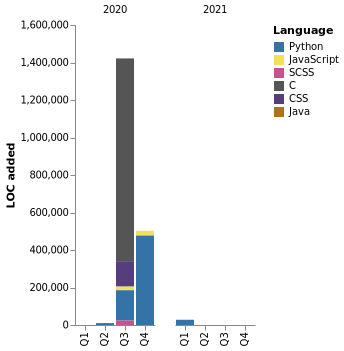 2020 2021
Language
Python
JavaScript
SCSS
C
CSS
Java
LOC added
1,600,000
1,400,000
1,200,000
1,000,000
800,000
600,000
400,000
200,000
0
Q1 Q2 Q3 Q4 Q1 Q2 Q3 Q4